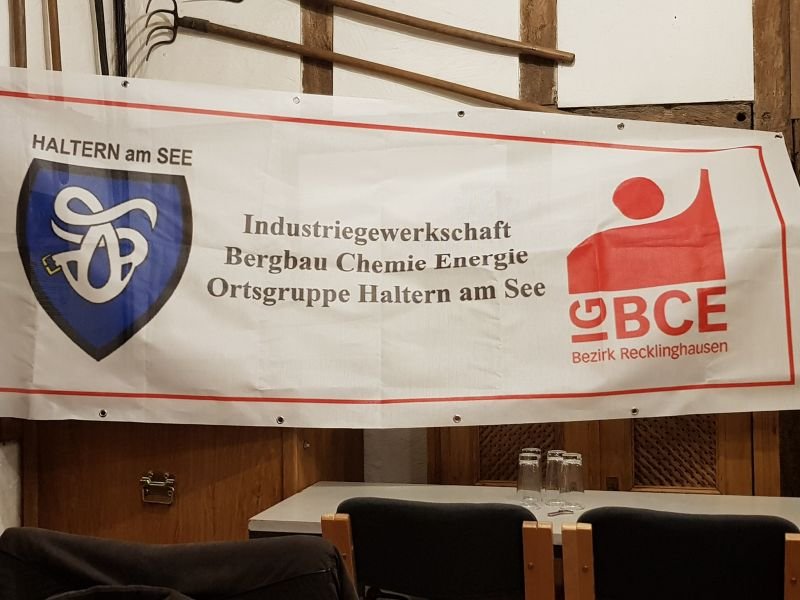 HALTERN am SEE
Industriegewerkschaft
Bergbau Chemie Energie
Ortsgruppe Haltern am See
IG BCE
Bezirk Recklinghausen